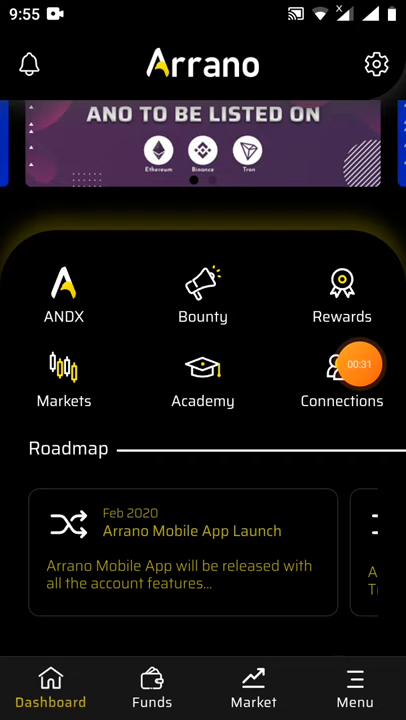 9:55
Arrano
ANO TO BE LISTED ON
Ethereum Binance Tron
ANDX Bounty Rewards
00:31
Markets Academy Connections
Roadmap
Feb 2020
Arrano Mobile App Launch
Arrano Mobile App will be released with
all the account features...
A
T
Dashboard Funds Market Menu